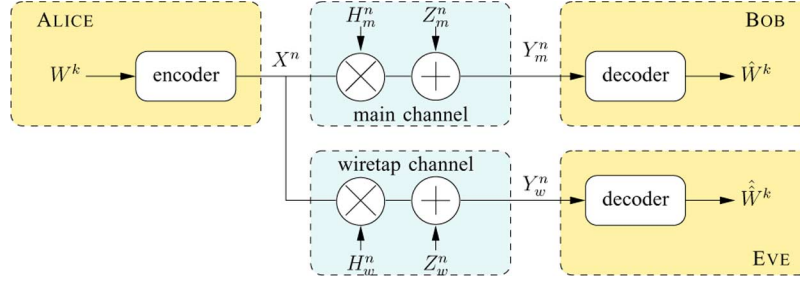 ALICE
W^k
encoder
X^n
H_m^n
Z_m^n
main channel
Y_m^n
BOB
decoder
Ŵ^k
wiretap channel
H_w^n
Z_w^n
Y_w^n
decoder
Ŵ̂^k
EVE